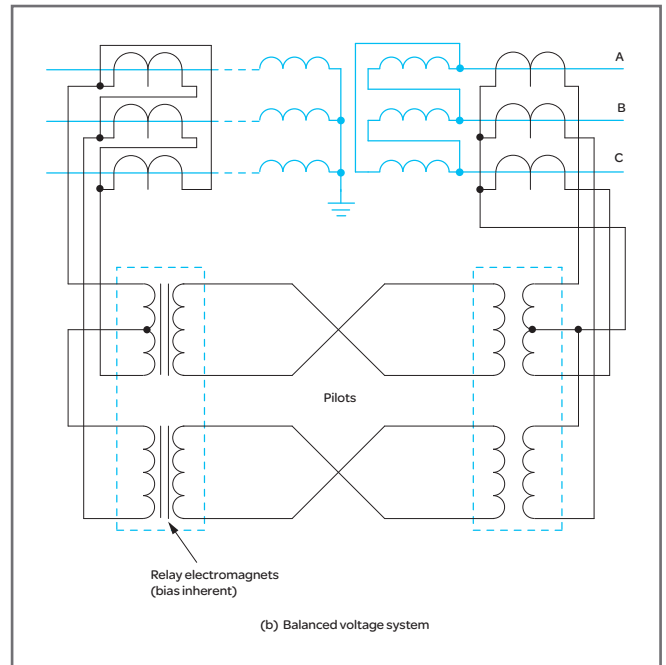 A
B
C
Pilots
Relay electromagnets
(bias inherent)
(b) Balanced voltage system